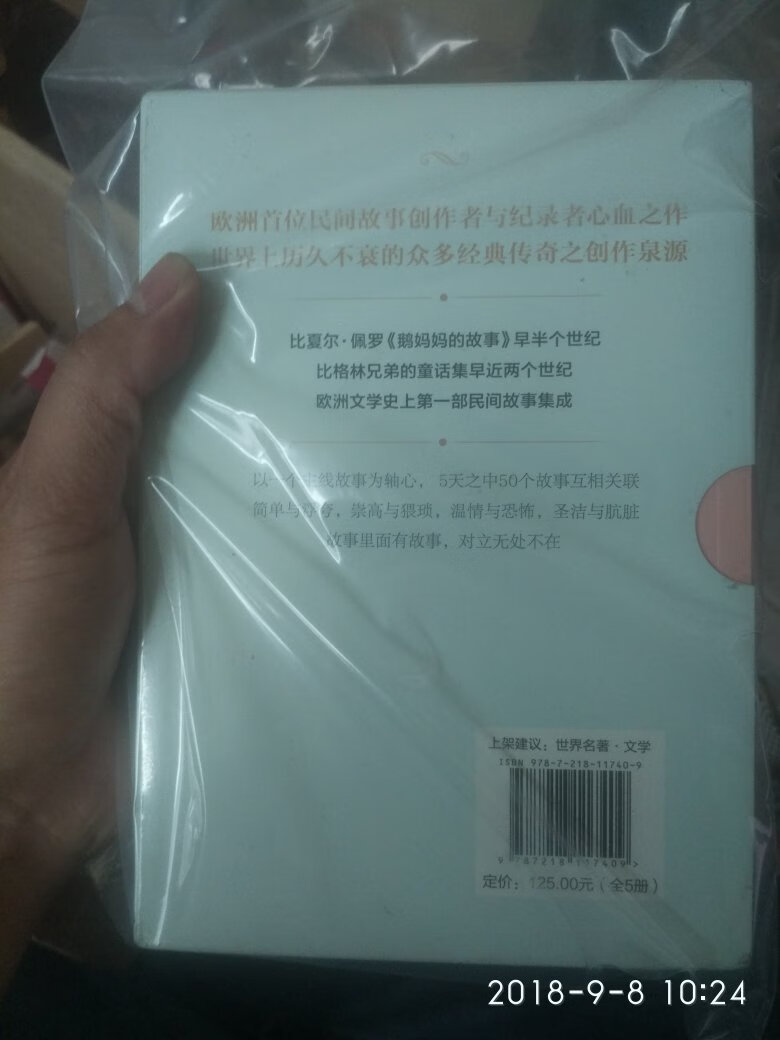 欧洲首位民间故事创作者与纪录者心血之作
世界上历久不衰的众多经典传奇之创作泉源
比夏尔·佩罗《鹅妈妈的故事》早半个世纪
比格林兄弟的童话集早近两个世纪
欧洲文学史上第一部民间故事集成
以一个主线故事为轴心，5天之中50个故事互相关联
简单与，崇高与猥琐，温情与恐怖，圣洁与肮脏
故事里面有故事，对立无处不在
上架建议：世界名著·文学
ISBN 978-7-218-11740-9
9 787218 117409>
定价：125.00元（全5册）
2018-9-8 10:24